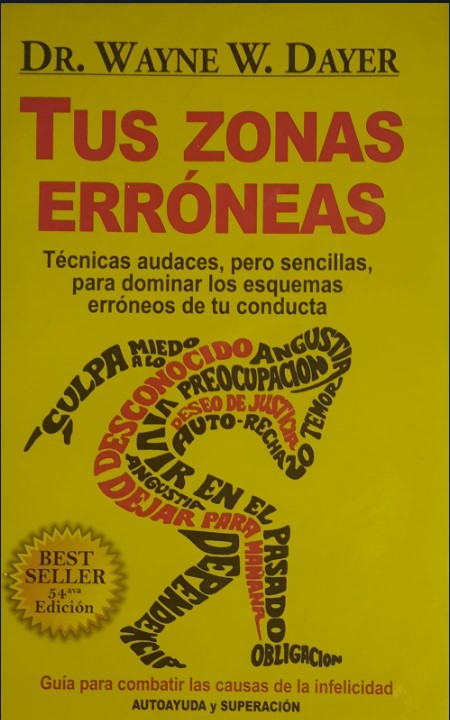 DR. WAYNE W. DAYER
TUS ZONAS
ERRÓNEAS
Técnicas audaces, pero sencillas,
para dominar los esquemas
erróneos de tu conducta
CULPA
MIEDO
A LO
DESCONOCIDO
ANGUSTIA
PREOCUPACION
TEMOR
DESEO DE JUSTICIA
AUTO-RECHAZO
VIVIR EN EL PASADO
ANGUSTIA
DEJAR PARA MAÑANA
DEPENDENCIA
OBLIGACION
BEST
SELLER
54ava
Edición
Guía para combatir las causas de la infelicidad
AUTOAYUDA y SUPERACIÓN